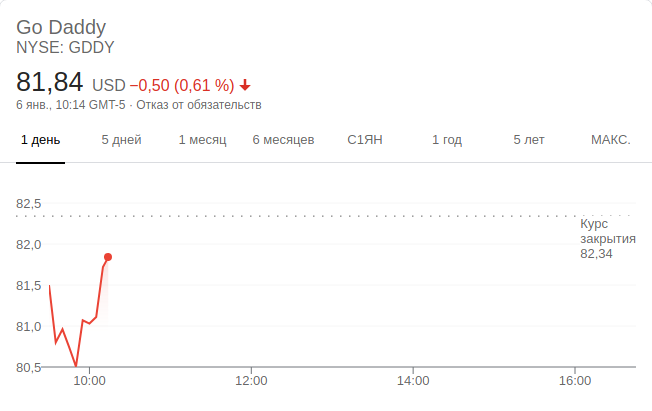 Go Daddy
NYSE: GDDY
81,84 USD −0,50 (0,61 %)
6 янв., 10:14 GMT-5 · Отказ от обязательств
1 день 5 дней 1 месяц 6 месяцев С1ЯН 1 год 5 лет МАКС.
82,5
Курс
закрытия
82,34
82,0
81,5
81,0
80,5
10:00 12:00 14:00 16:00